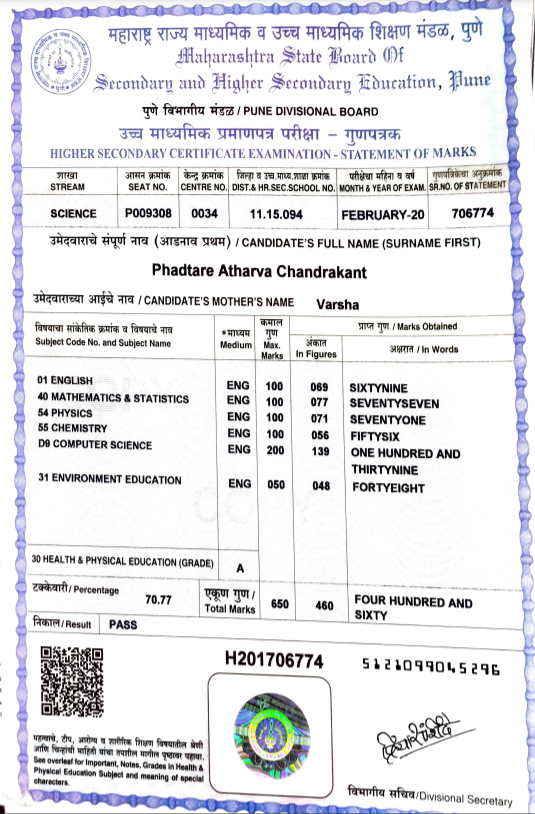 महाराष्ट्र राज्य माध्यमिक व उच्च माध्यमिक शिक्षण मंडळ, पुणे
Maharashtra State Board Of
Secondary and Higher Secondary Education, Pune
पुणे विभागीय मंडळ / PUNE DIVISIONAL BOARD
उच्च माध्यमिक प्रमाणपत्र परीक्षा – गुणपत्रक
HIGHER SECONDARY CERTIFICATE EXAMINATION - STATEMENT OF MARKS
शाखा आसन क्रमांक केन्द्र क्रमांक जिल्हा व उच्च.माध्य.शाळा क्रमांक परीक्षेचा महिना व वर्ष गुणपत्रिकेचा अनुक्रमांक
STREAM SEAT NO. CENTRE NO. DIST.& HR.SEC.SCHOOL NO. MONTH & YEAR OF EXAM. SR.NO. OF STATEMENT
SCIENCE P009308 0034 11.15.094 FEBRUARY-20 706774
उमेदवाराचे संपूर्ण नाव (आडनाव प्रथम) / CANDIDATE'S FULL NAME (SURNAME FIRST)
Phadtare Atharva Chandrakant
उमेदवाराच्या आईचे नाव / CANDIDATE'S MOTHER'S NAME Varsha
विषयाचा सांकेतिक क्रमांक व विषयाचे नाव
Subject Code No. and Subject Name
*माध्यम
Medium
कमाल
गुण
Max.
Marks
प्राप्त गुण / Marks Obtained
अंकात
In Figures
अक्षरात / In Words
01 ENGLISH ENG 100 069 SIXTYNINE
40 MATHEMATICS & STATISTICS ENG 100 077 SEVENTYSEVEN
54 PHYSICS ENG 100 071 SEVENTYONE
55 CHEMISTRY ENG 100 056 FIFTYSIX
D9 COMPUTER SCIENCE ENG 200 139 ONE HUNDRED AND
THIRTYNINE
31 ENVIRONMENT EDUCATION ENG 050 048 FORTYEIGHT
30 HEALTH & PHYSICAL EDUCATION (GRADE) A
टक्केवारी/ Percentage 70.77
एकूण गुण /
Total Marks 650 460 FOUR HUNDRED AND
SIXTY
निकाल/ Result PASS
H201706774
5121099045296
महत्वाचे, टीप, आरोग्य व शारीरिक शिक्षण विषयातील श्रेणी
आणि चिन्हांची माहिती यांचा तपशील मागील पृष्ठावर पहावा.
See overleaf for Important, Notes, Grades in Health &
Physical Education Subject and meaning of special
characters.
विभागीय सचिव/Divisional Secretary